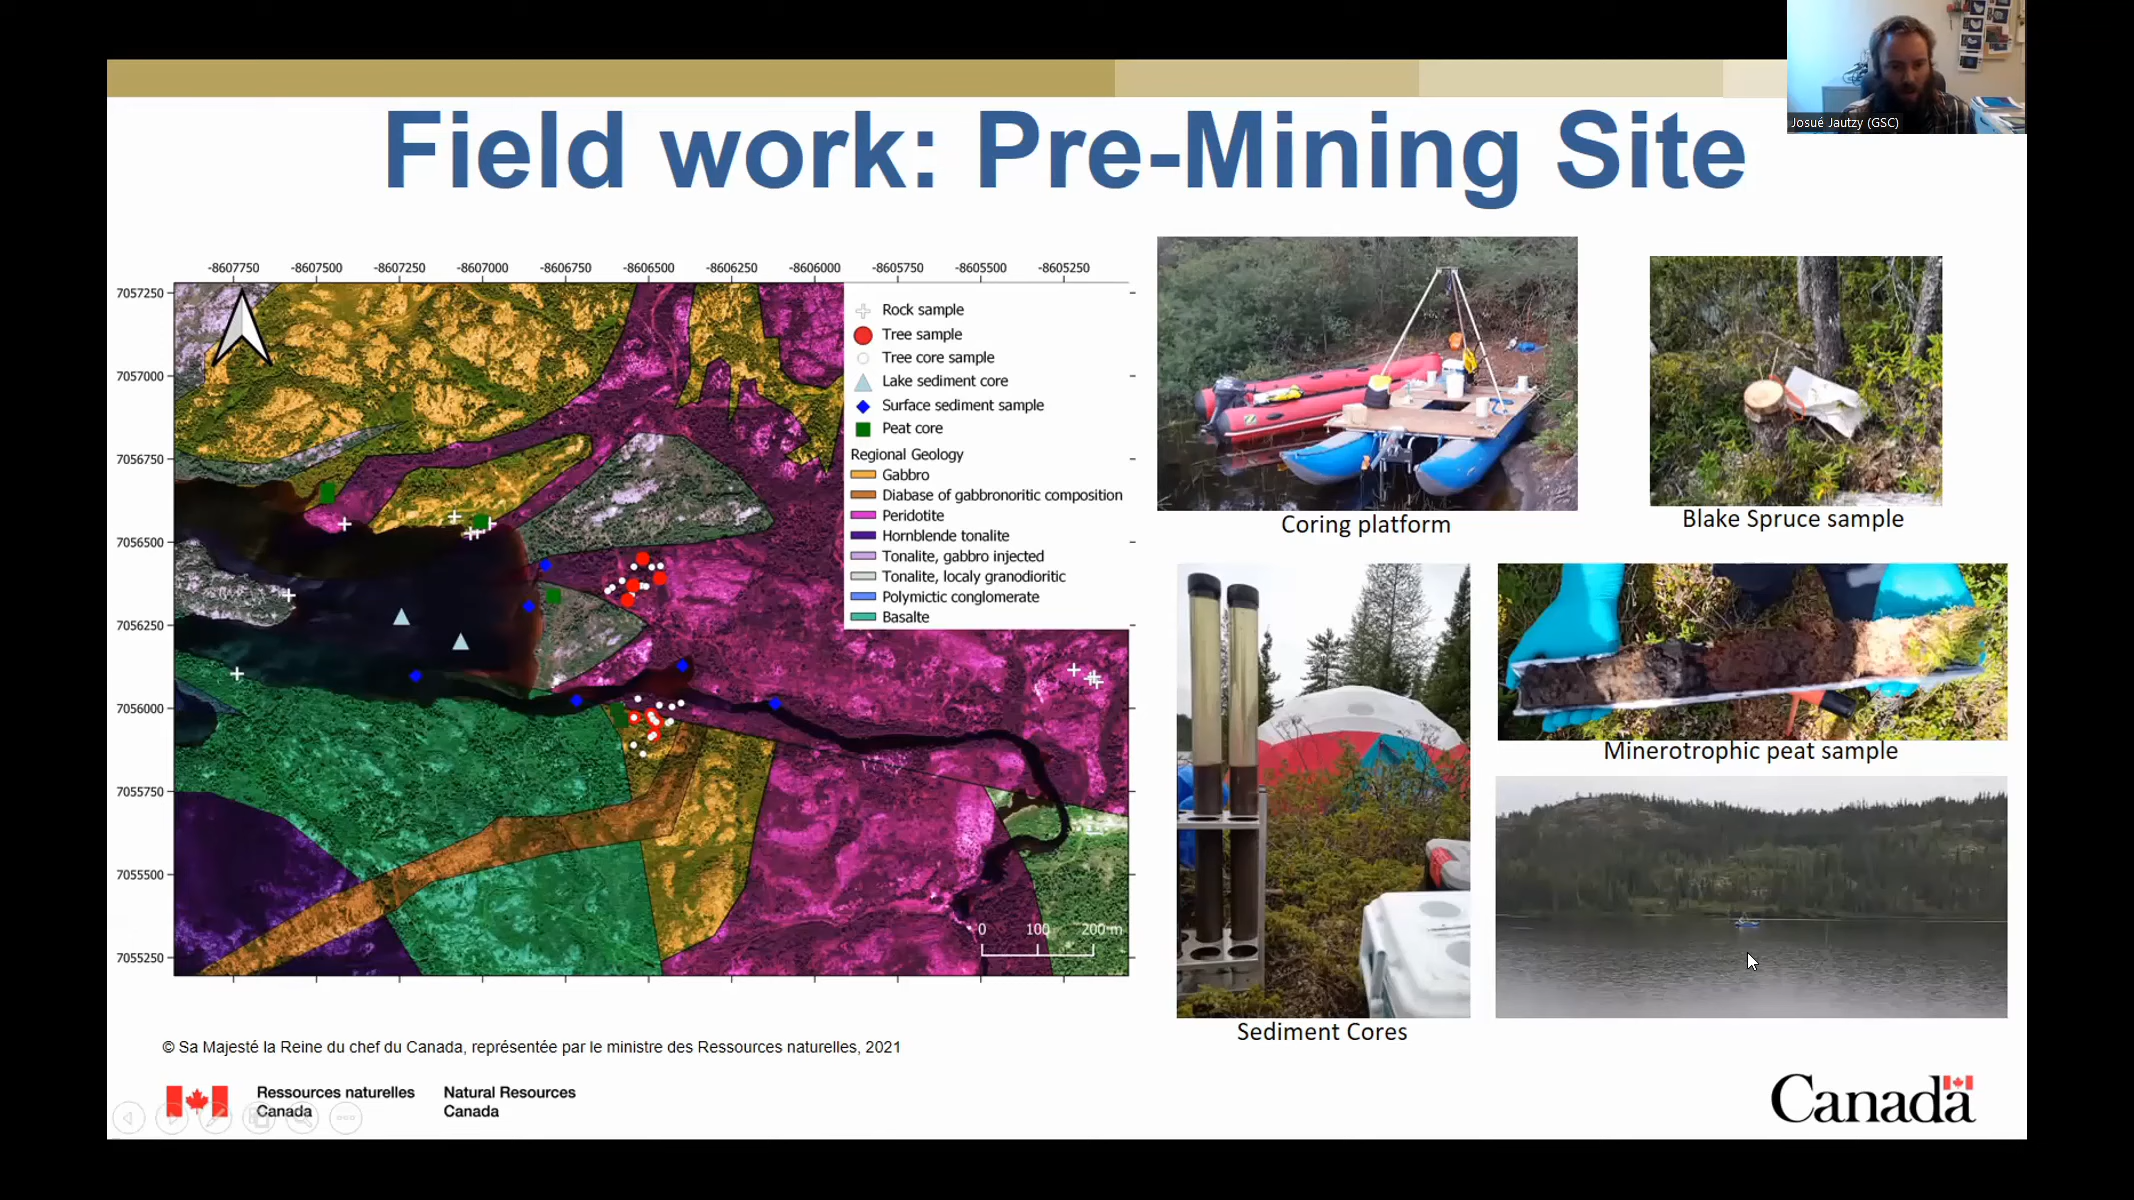 Josué Jautzy (GSC)
Field work: Pre-Mining Site
-8607750 -8607500 -8607250 -8607000 -8606750 -8606500 -8606250 -8606000 -8605750 -8605500 -8605250
7057250
7057000
7056750
7056500
7056250
7056000
7055750
7055500
7055250
Rock sample
Tree sample
Tree core sample
Lake sediment core
Surface sediment sample
Peat core
Regional Geology
Gabbro
Diabase of gabbronoritic composition
Peridotite
Hornblende tonalite
Tonalite, gabbro injected
Tonalite, localy granodioritic
Polymictic conglomerate
Basalte
0 100 200 m
Coring platform
Blake Spruce sample
Sediment Cores
Minerotrophic peat sample
© Sa Majesté la Reine du chef du Canada, représentée par le ministre des Ressources naturelles, 2021
Ressources naturelles
Canada
Natural Resources
Canada
Canada